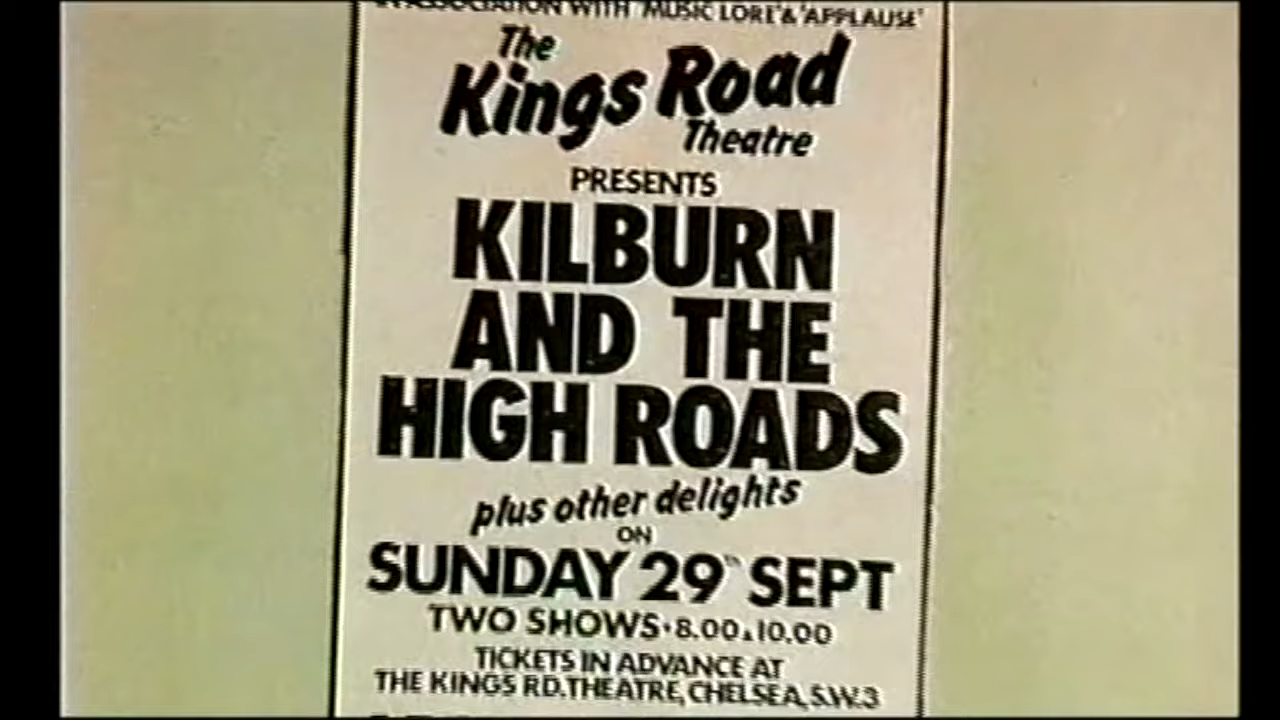 IN ASSOCIATION WITH 'MUSIC LORE' & 'APPLAUSE'
The
Kings Road
Theatre
PRESENTS
KILBURN
AND THE
HIGH ROADS
plus other delights
ON
SUNDAY 29TH SEPT
TWO SHOWS · 8.00 & 10.00
TICKETS IN ADVANCE AT
THE KINGS RD. THEATRE, CHELSEA, S.W.3